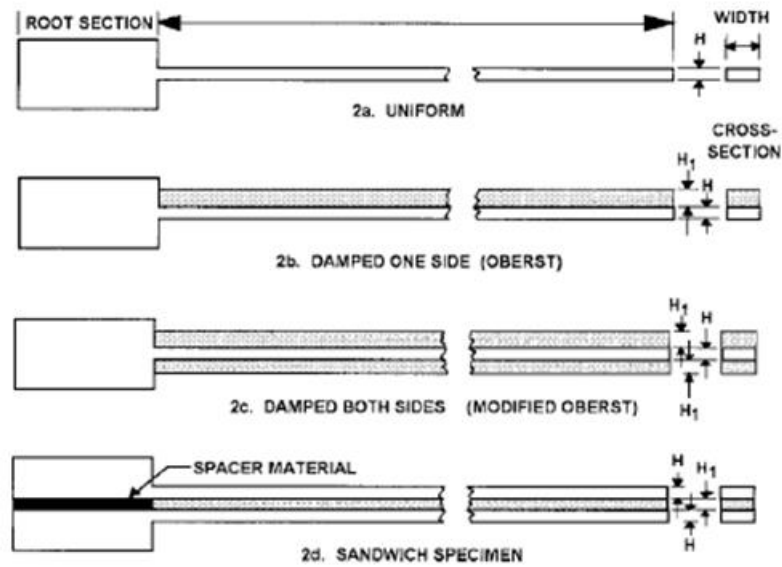 ROOT SECTION
H
WIDTH
2a. UNIFORM
CROSS-
SECTION
H1
H
2b. DAMPED ONE SIDE (OBERST)
H1
H
2c. DAMPED BOTH SIDES (MODIFIED OBERST)
H1
SPACER MATERIAL
H
H1
2d. SANDWICH SPECIMEN
H